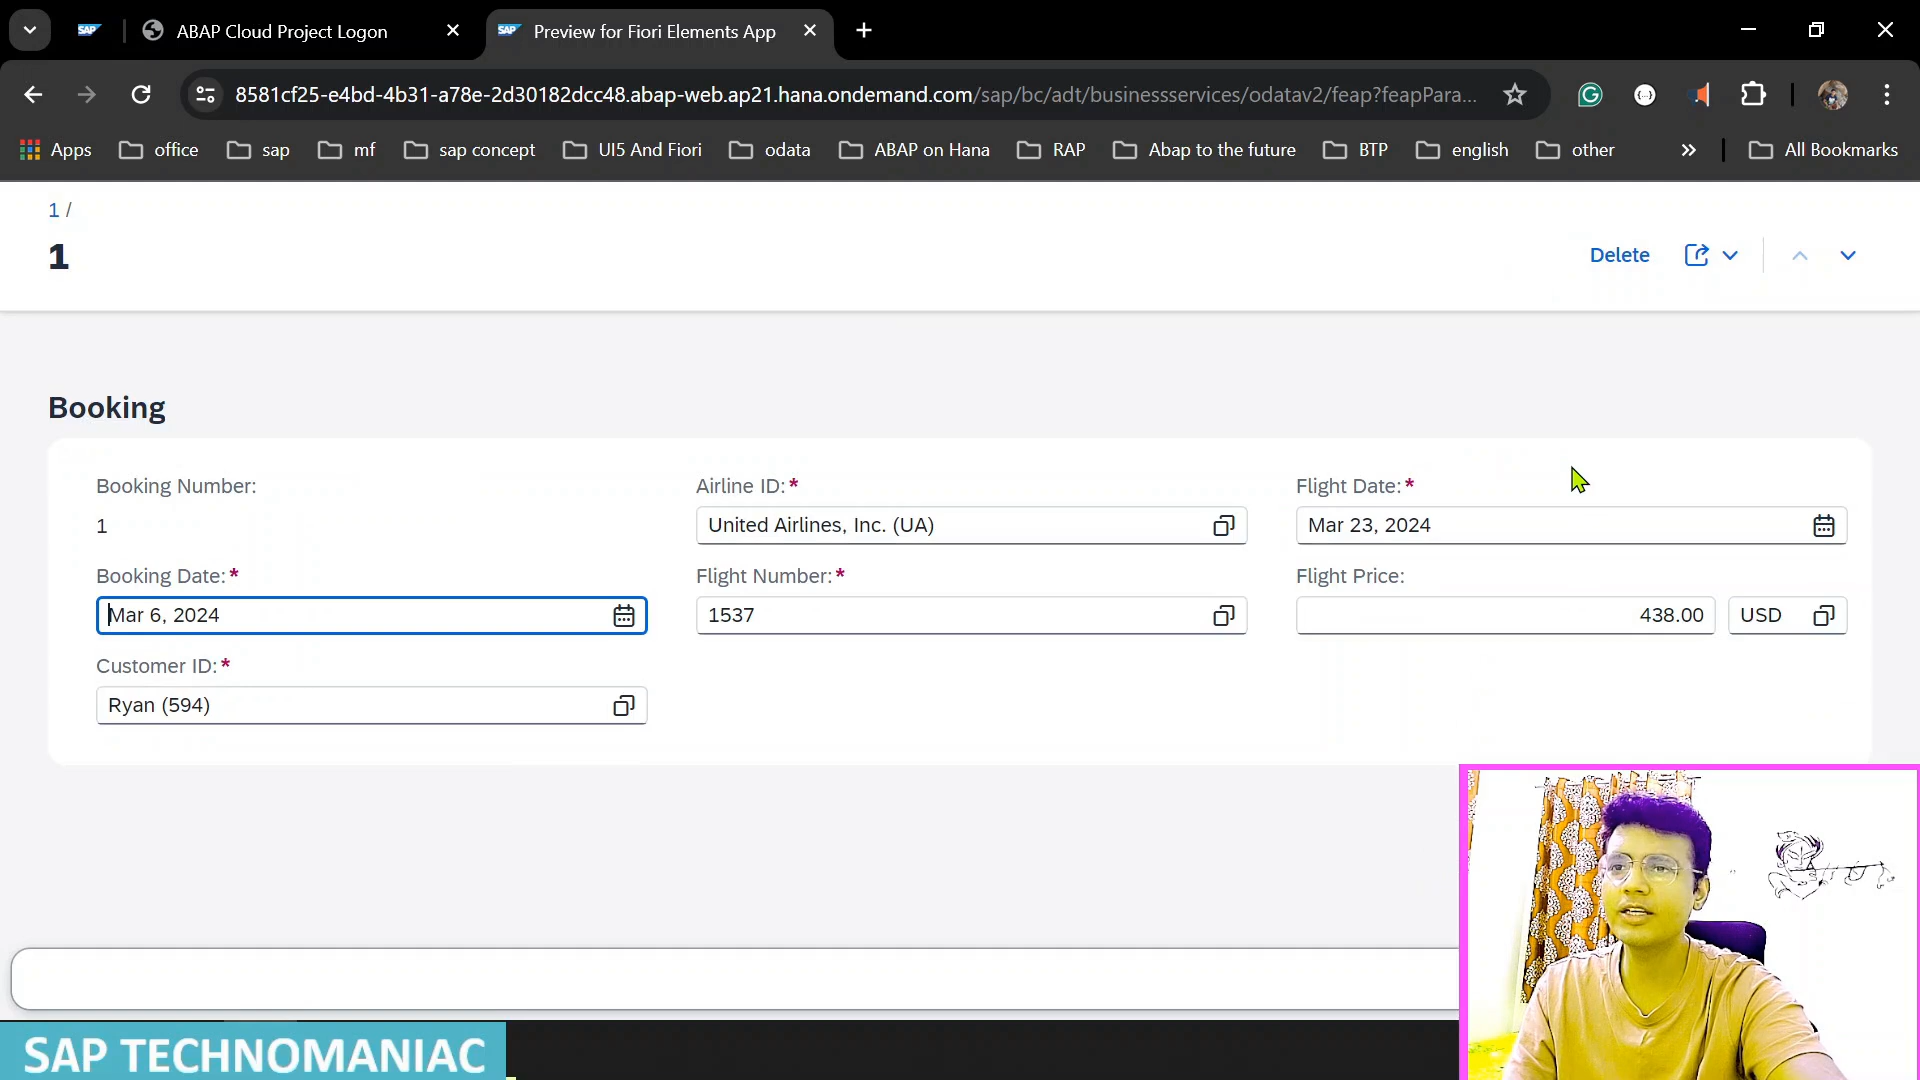 SAP
ABAP Cloud Project Logon
SAP
Preview for Fiori Elements App
8581cf25-e4bd-4b31-a78e-2d30182dcc48.abap-web.ap21.hana.ondemand.com/sap/bc/adt/businessservices/odatav2/feap?feapPara...
Apps
office
sap
mf
sap concept
UI5 And Fiori
odata
ABAP on Hana
RAP
Abap to the future
BTP
english
other
All Bookmarks
1 /
1
Delete
Booking
Booking Number:
1
Airline ID:*
United Airlines, Inc. (UA)
Flight Date:*
Mar 23, 2024
Booking Date:*
Mar 6, 2024
Flight Number:*
1537
Flight Price:
438.00
USD
Customer ID:*
Ryan (594)
SAP TECHNOMANIAC